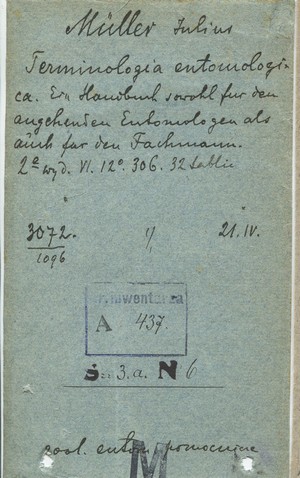 Müller Julius
Terminologia entomologi-
ca. Ein Handbuch sowohl für den
angehenden Entomologen als
auch für den Fachmann.
2e wyd. VI. 12o. 306. 32 tablic
3072. 21.IV.
1096
r. inwentarza
A 437.
3.a. N 6
zool. entom. pomocnicze
M